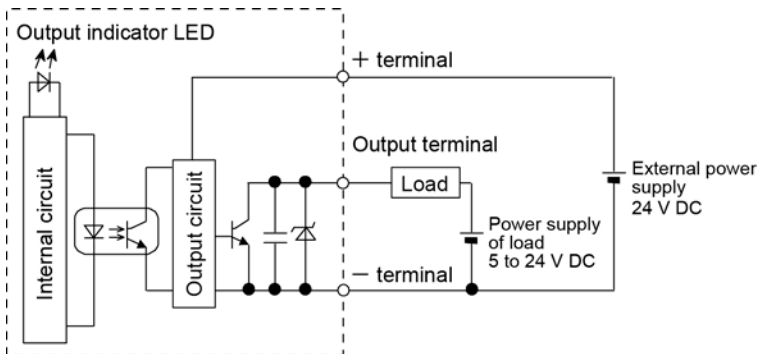 Output indicator LED
+ terminal
Output terminal
Load
External power
supply
24 V DC
Power supply
of load
5 to 24 V DC
Internal circuit
Output circuit
− terminal